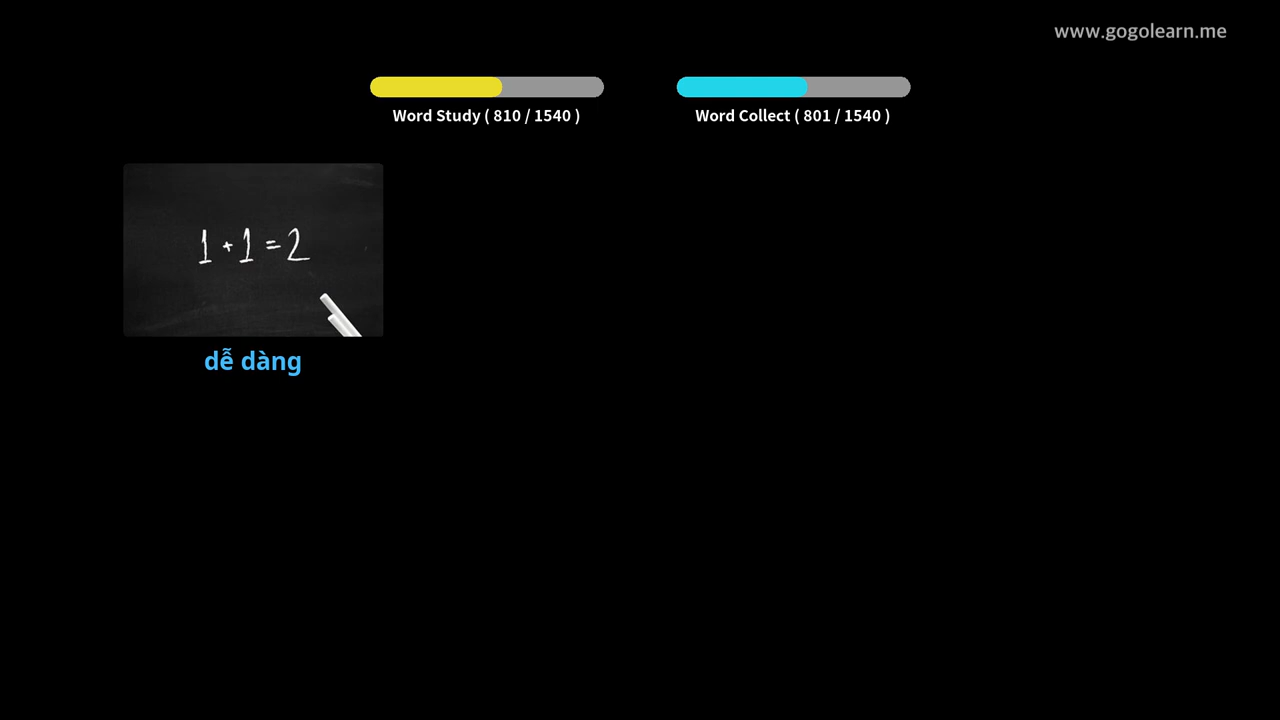 www.gogolearn.me
Word Study ( 810 / 1540 )
Word Collect ( 801 / 1540 )
1 + 1 = 2
dễ dàng